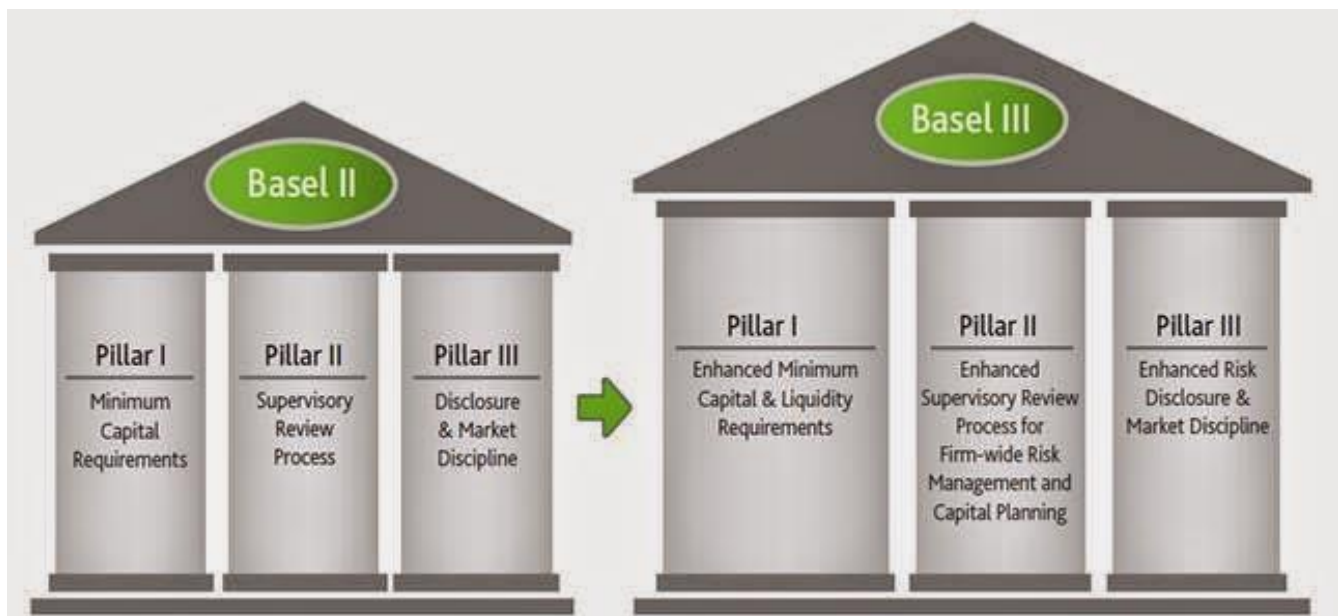 Basel II
Pillar I
Minimum
Capital
Requirements
Pillar II
Supervisory
Review
Process
Pillar III
Disclosure
& Market
Discipline
Basel III
Pillar I
Enhanced Minimum
Capital & Liquidity
Requirements
Pillar II
Enhanced
Supervisory Review
Process for
Firm-wide Risk
Management and
Capital Planning
Pillar III
Enhanced Risk
Disclosure &
Market Discipline